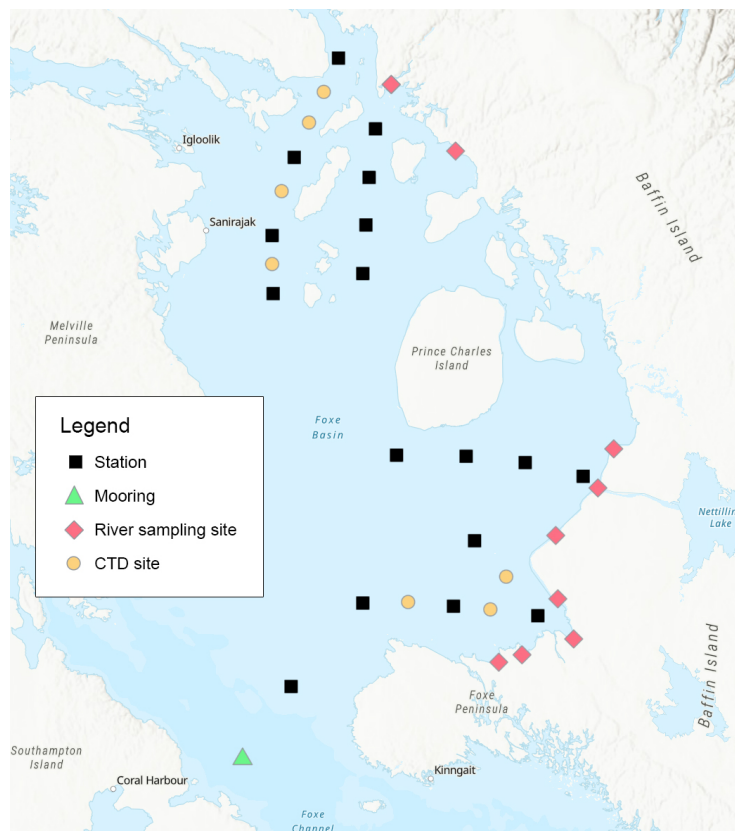 Igloolik
Baffin Island
Sanirajak
Melville
Peninsula
Prince Charles
Island
Foxe
Basin
Legend
Station
Mooring
River sampling site
CTD site
Nettilling
Lake
Baffin Island
Foxe
Peninsula
Southampton
Island
Kinngait
Coral Harbour
Foxe
Channel